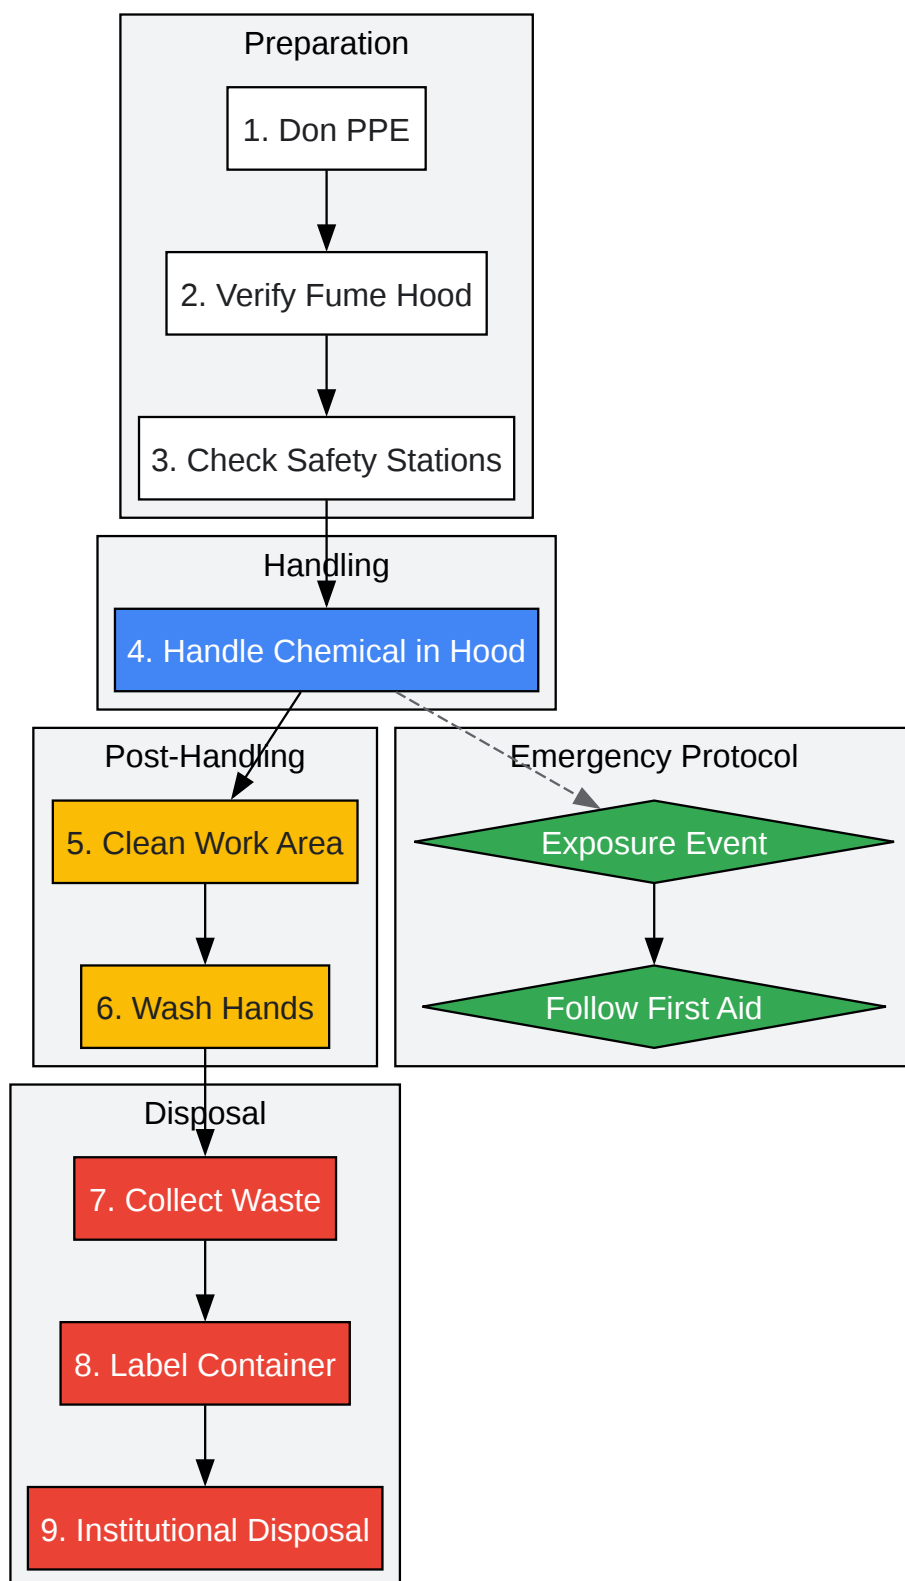 Preparation
1. Don PPE
2. Verify Fume Hood
3. Check Safety Stations
Handling
4. Handle Chemical in Hood
Post-Handling
5. Clean Work Area
6. Wash Hands
Emergency Protocol
Exposure Event
Follow First Aid
Disposal
7. Collect Waste
8. Label Container
9. Institutional Disposal